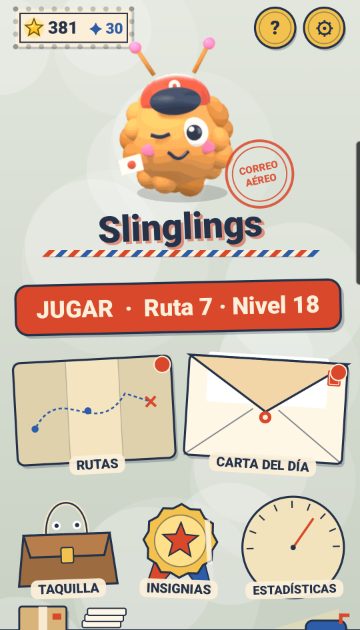 381
30
?
CORREO
AÉREO
Slinglings
JUGAR · Ruta 7 · Nivel 18
RUTAS
CARTA DEL DÍA
TAQUILLA
INSIGNIAS
ESTADÍSTICAS